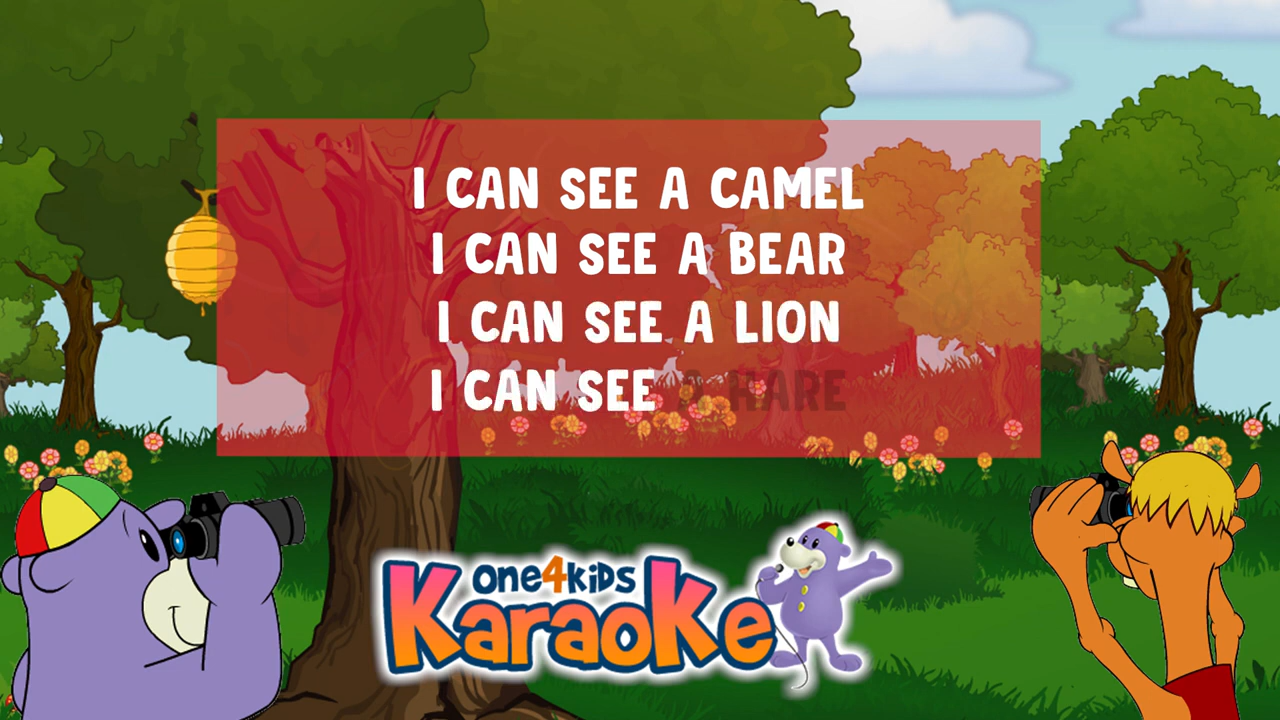 I CAN SEE A CAMEL
I CAN SEE A BEAR
I CAN SEE A LION
I CAN SEE A HARE
one4kids
Karaoke